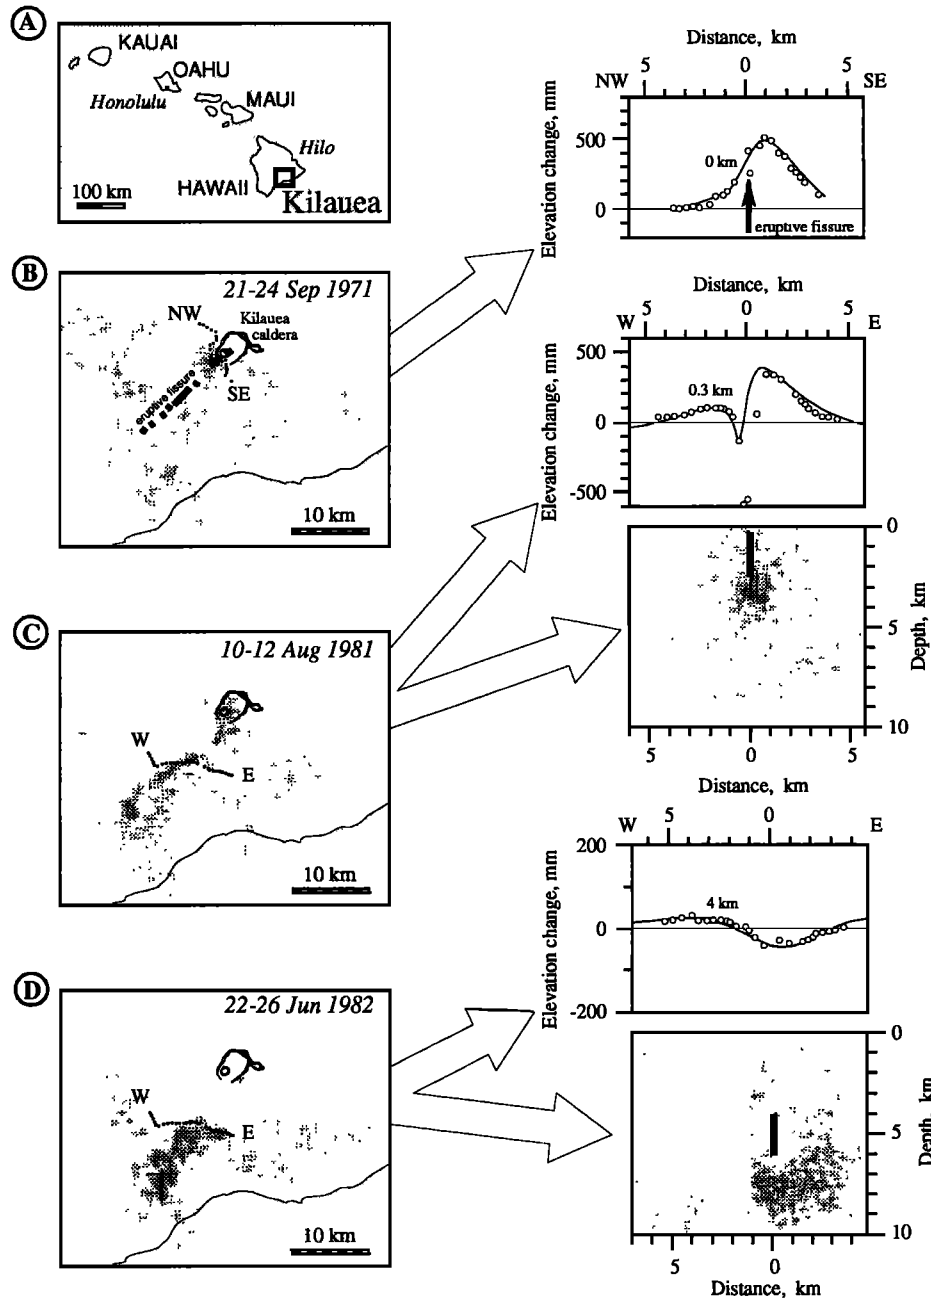 A
KAUAI
OAHU
Honolulu
MAUI
Hilo
HAWAII
100 km
Kilauea
Distance, km
5 0 5
NW SE
Elevation change, mm
500
0
0 km
eruptive fissure
B
21-24 Sep 1971
NW
Kilauea
caldera
eruptive fissure
SE
10 km
Distance, km
W 5 0 5 E
Elevation change, mm
500
0
-500
0.3 km
0
5
10
Depth, km
5 0 5
Distance, km
C
10-12 Aug 1981
W
E
10 km
W 5 0 E
Elevation change, mm
200
0
-200
4 km
D
22-26 Jun 1982
W
E
10 km
0
5
10
Depth, km
5 0
Distance, km